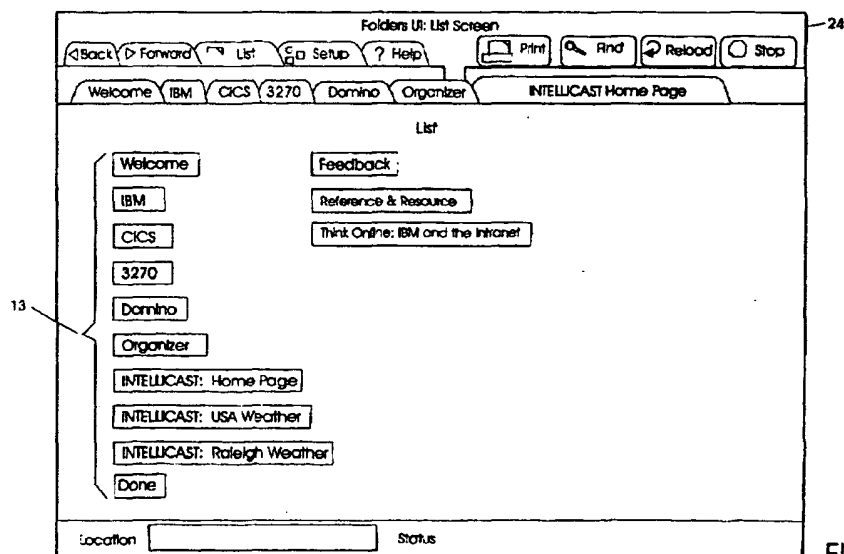 Folders UI: List Screen
24
Back Forward List Setup ? Help Print Find Reload Stop
Welcome IBM CICS 3270 Domino Organizer INTELLICAST Home Page
List
Welcome Feedback
IBM Reference & Resource
CICS Think Online: IBM and the Intranet
3270
13
Domino
Organizer
INTELLICAST: Home Page
INTELLICAST: USA Weather
INTELLICAST: Raleigh Weather
Done
Location Status